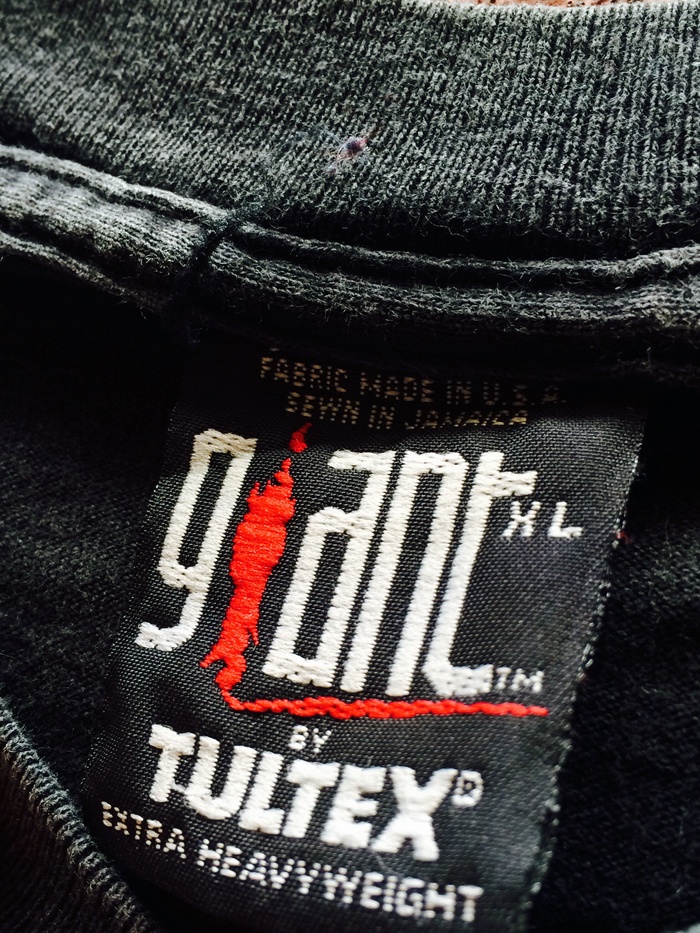 FABRIC MADE IN U.S.A.
SEWN IN JAMAICA
giant XL TM
BY
TULTEX®
EXTRA HEAVYWEIGHT